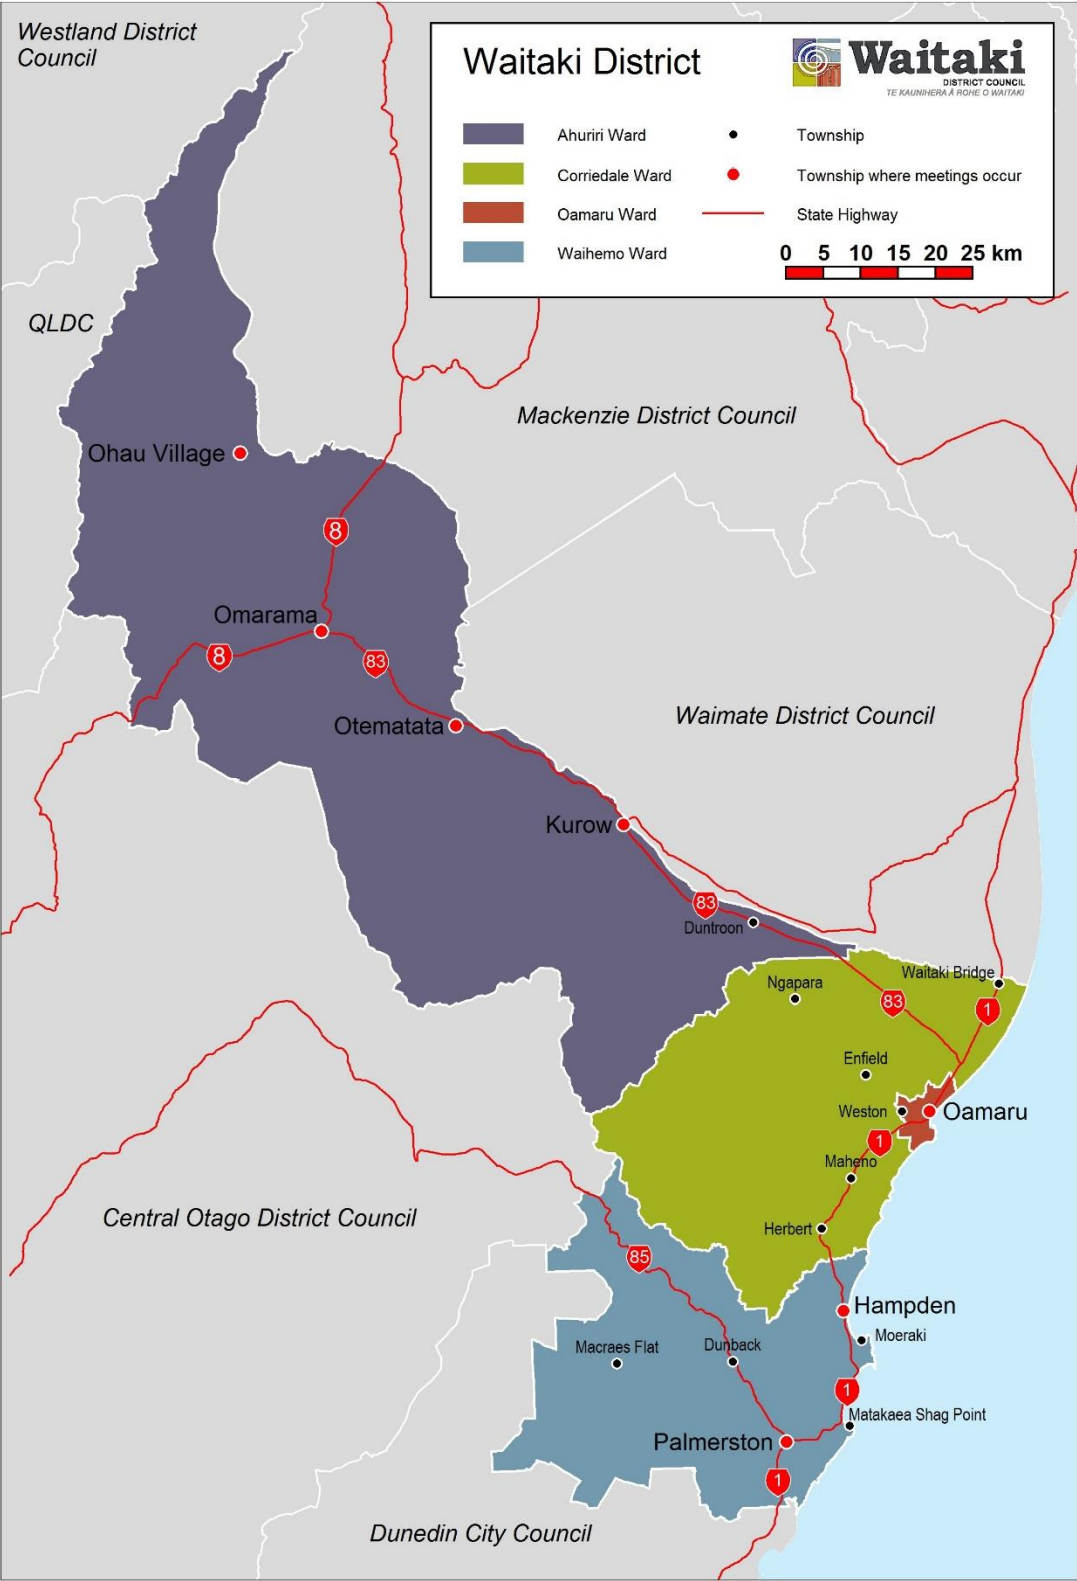 Westland District
Council
Waitaki District
Waitaki
DISTRICT COUNCIL
TE KAUNIHERA Ā ROHE O WAITAKI
Ahuriri Ward
Township
Corriedale Ward
Township where meetings occur
Oamaru Ward
State Highway
Waihemo Ward
0 5 10 15 20 25 km
QLDC
Mackenzie District Council
Ohau Village
8
Omarama
8
83
Otematata
Waimate District Council
Kurow
83
Duntroon
Waitaki Bridge
Ngapara
83
1
Enfield
Weston
Oamaru
1
Maheno
Central Otago District Council
Herbert
85
Hampden
Moeraki
Macraes Flat
Dunback
1
Matakaea Shag Point
Palmerston
1
Dunedin City Council